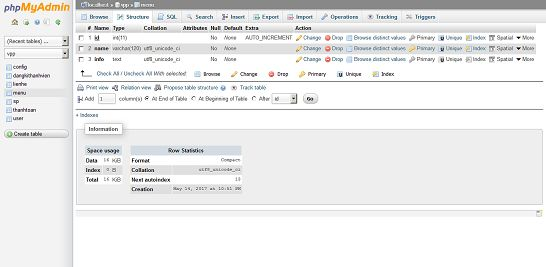 phpMyAdmin
localhost » vpp » menu
Browse Structure SQL Search Insert Export Import Operations Tracking Triggers
(Recent tables) ...
vpp
config
dangkithanhvien
lienhe
menu
sp
thanhtoan
user
Create table
# Name Type Collation Attributes Null Default Extra Action
1 id int(11) No None AUTO_INCREMENT Change Drop Browse distinct values Primary Unique Index Spatial More
2 name varchar(120) utf8_unicode_ci No None Change Drop Browse distinct values Primary Unique Index Spatial More
3 info text utf8_unicode_ci No None Change Drop Browse distinct values Primary Unique Index Spatial More
Check All / Uncheck All With selected: Browse Change Drop Primary Unique Index
Print view Relation view Propose table structure Track table
Add 1 column(s) At End of Table At Beginning of Table After id Go
+ Indexes
Information
Space usage
Data 16 KiB
Index 0 B
Total 16 KiB
Row Statistics
Format Compact
Collation utf8_unicode_ci
Next autoindex 18
Creation May 14, 2017 at 10:51 PM